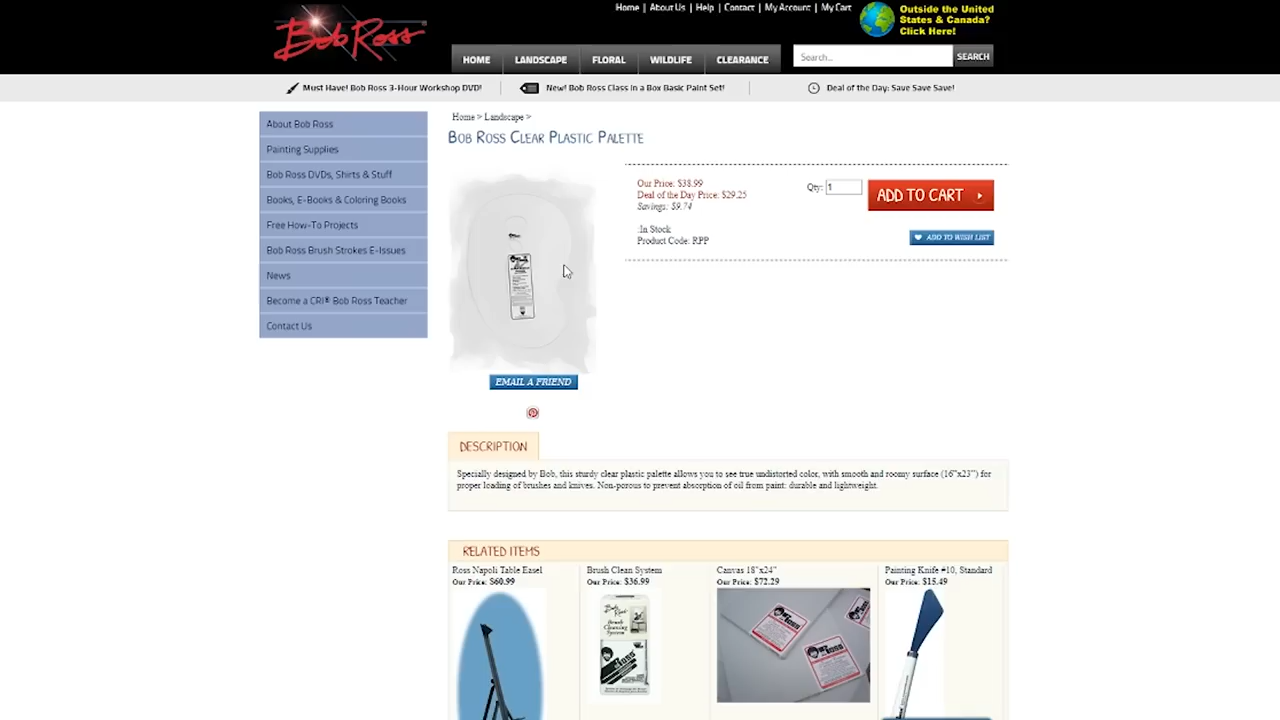 Home | About Us | Help | Contact | My Account | My Cart
Outside the United
States & Canada?
Click Here!
Bob Ross
HOME LANDSCAPE FLORAL WILDLIFE CLEARANCE
Search... SEARCH
Must Have! Bob Ross 3-Hour Workshop DVD!
New! Bob Ross Class in a Box Basic Paint Set!
Deal of the Day: Save Save Save!
About Bob Ross
Painting Supplies
Bob Ross DVDs, Shirts & Stuff
Books, E-Books & Coloring Books
Free How-To Projects
Bob Ross Brush Strokes E-Issues
News
Become a CRI® Bob Ross Teacher
Contact Us
Home > Landscape >
BOB ROSS CLEAR PLASTIC PALETTE
Our Price: $38.99
Deal of the Day Price: $29.25
Savings: $9.74
:In Stock
Product Code: RPP
Qty: 1
ADD TO CART
ADD TO WISH LIST
EMAIL A FRIEND
DESCRIPTION
Specially designed by Bob, this sturdy clear plastic palette allows you to see true undistorted color, with smooth and roomy surface (16"x23") for
proper loading of brushes and knives. Non-porous to prevent absorption of oil from paint: durable and lightweight.
RELATED ITEMS
Ross Napoli Table Easel
Our Price: $60.99
Brush Clean System
Our Price: $36.99
Bob Ross
Brush
Cleaning
System
Canvas 18"x24"
Our Price: $72.29
Painting Knife #10, Standard
Our Price: $15.49